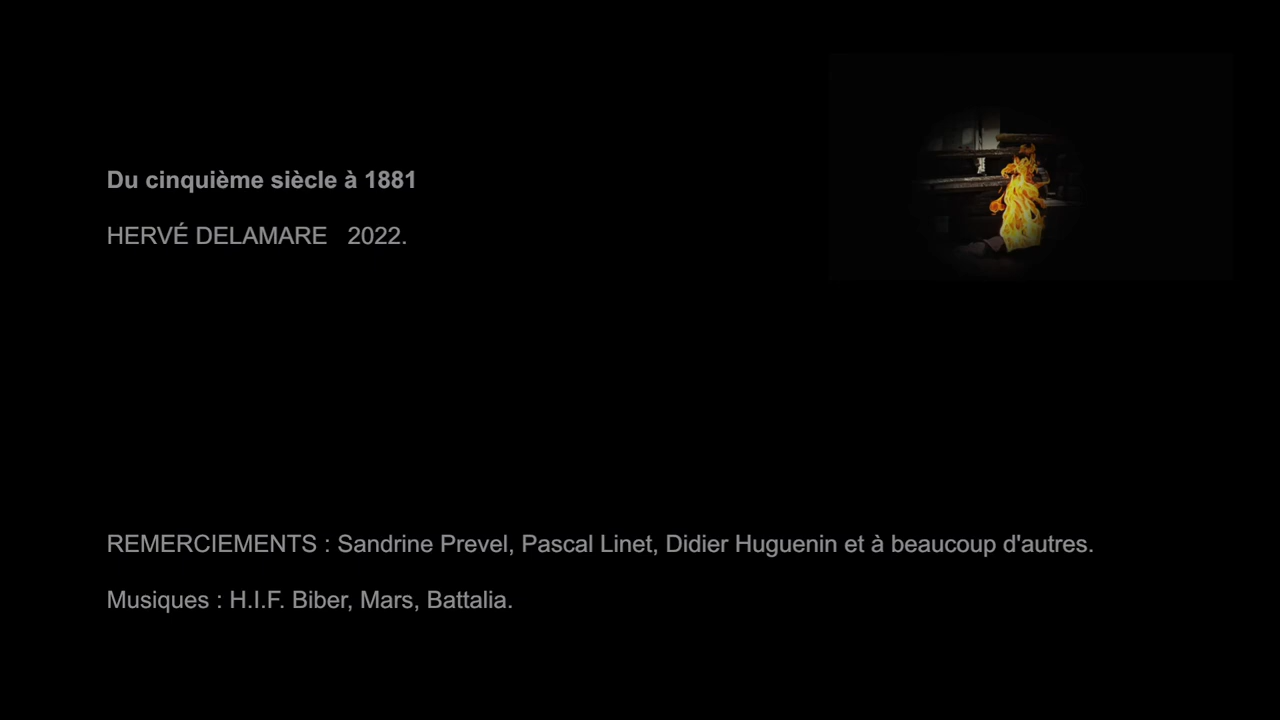 Du cinquième siècle à 1881
HERVÉ DELAMARE 2022.
REMERCIEMENTS : Sandrine Prevel, Pascal Linet, Didier Huguenin et à beaucoup d'autres.
Musiques : H.I.F. Biber, Mars, Battalia.